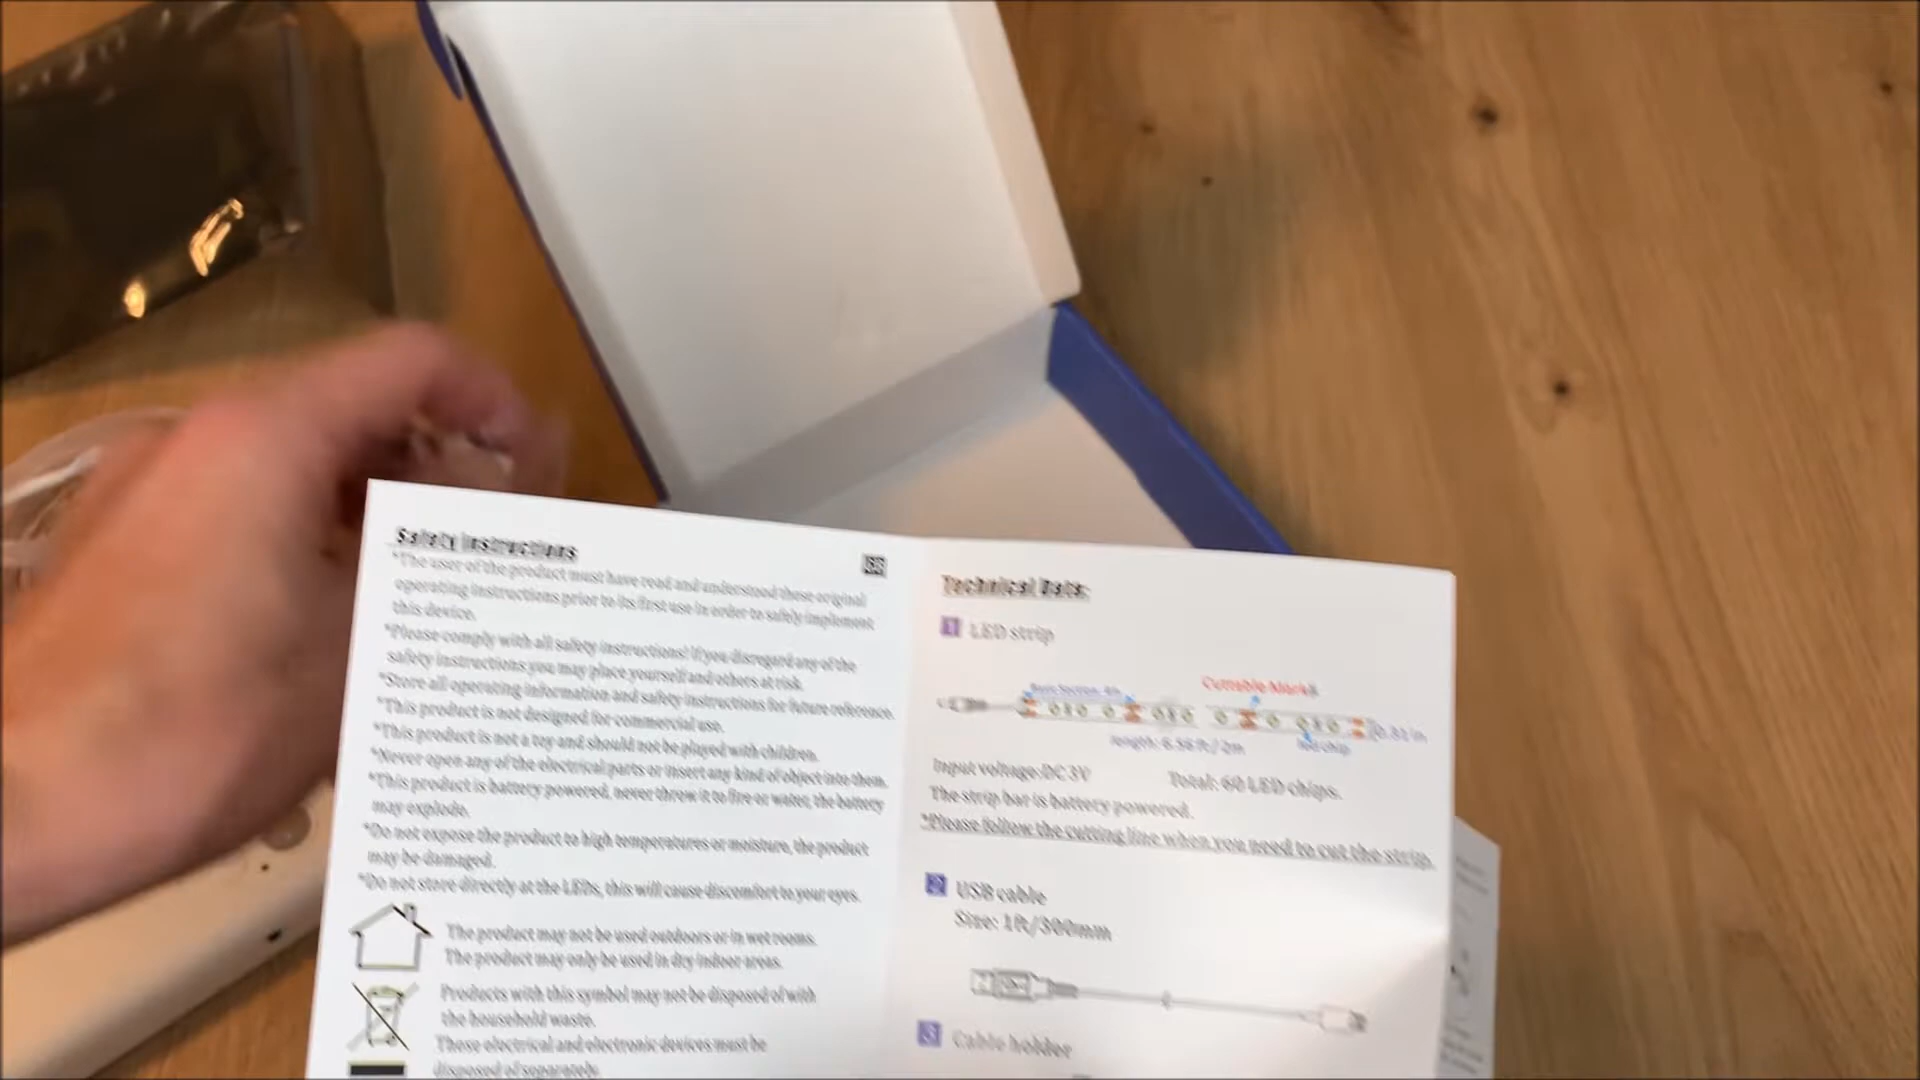 Safety Instructions
*The user of the product must have read and understood these original
operating instructions prior to its first use in order to safely implement
this device.
*Please comply with all safety instructions! If you disregard any of the
safety instructions you may place yourself and others at risk.
*Store all operating information and safety instructions for future reference.
*This product is not designed for commercial use.
*This product is not a toy and should not be played with children.
*Never open any of the electrical parts or insert any kind of object into them.
*This product is battery powered, never throw it to fire or water, the battery
may explode.
*Do not expose the product to high temperatures or moisture, the product
may be damaged.
*Do not store directly at the LEDs, this will cause discomfort to your eyes.
The product may not be used outdoors or in wet rooms.
The product may only be used in dry indoor areas.
Products with this symbol may not be disposed of with
the household waste.
Those electrical and electronic devices must be
disposed of separately.
Technical Data:
1 LED strip
Cuttable Marks
length: 6.56 ft / 2m
led chip
Input voltage:DC 3V
Total: 60 LED chips.
The strip bar is battery powered.
*Please follow the cutting line when you need to cut the strip.
2 USB cable
Size: 1ft/300mm
3 Cable holder